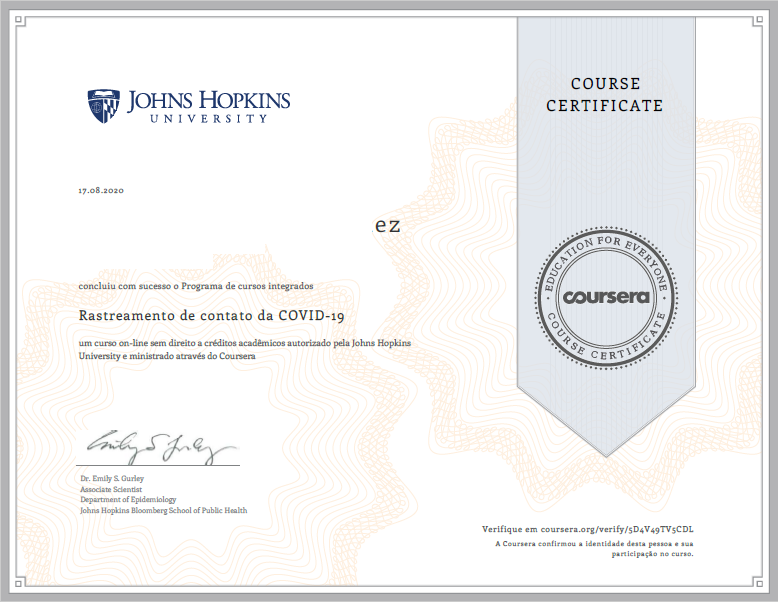 JOHNS HOPKINS
UNIVERSITY
COURSE
CERTIFICATE
17.08.2020
ez
concluiu com sucesso o Programa de cursos integrados
Rastreamento de contato da COVID-19
um curso on-line sem direito a créditos acadêmicos autorizado pela Johns Hopkins
University e ministrado através do Coursera
EDUCATION FOR EVERYONE
coursera
COURSE CERTIFICATE
Emily S Gurley
Dr. Emily S. Gurley
Associate Scientist
Department of Epidemiology
Johns Hopkins Bloomberg School of Public Health
Verifique em coursera.org/verify/5D4V49TV5CDL
A Coursera confirmou a identidade desta pessoa e sua
participação no curso.